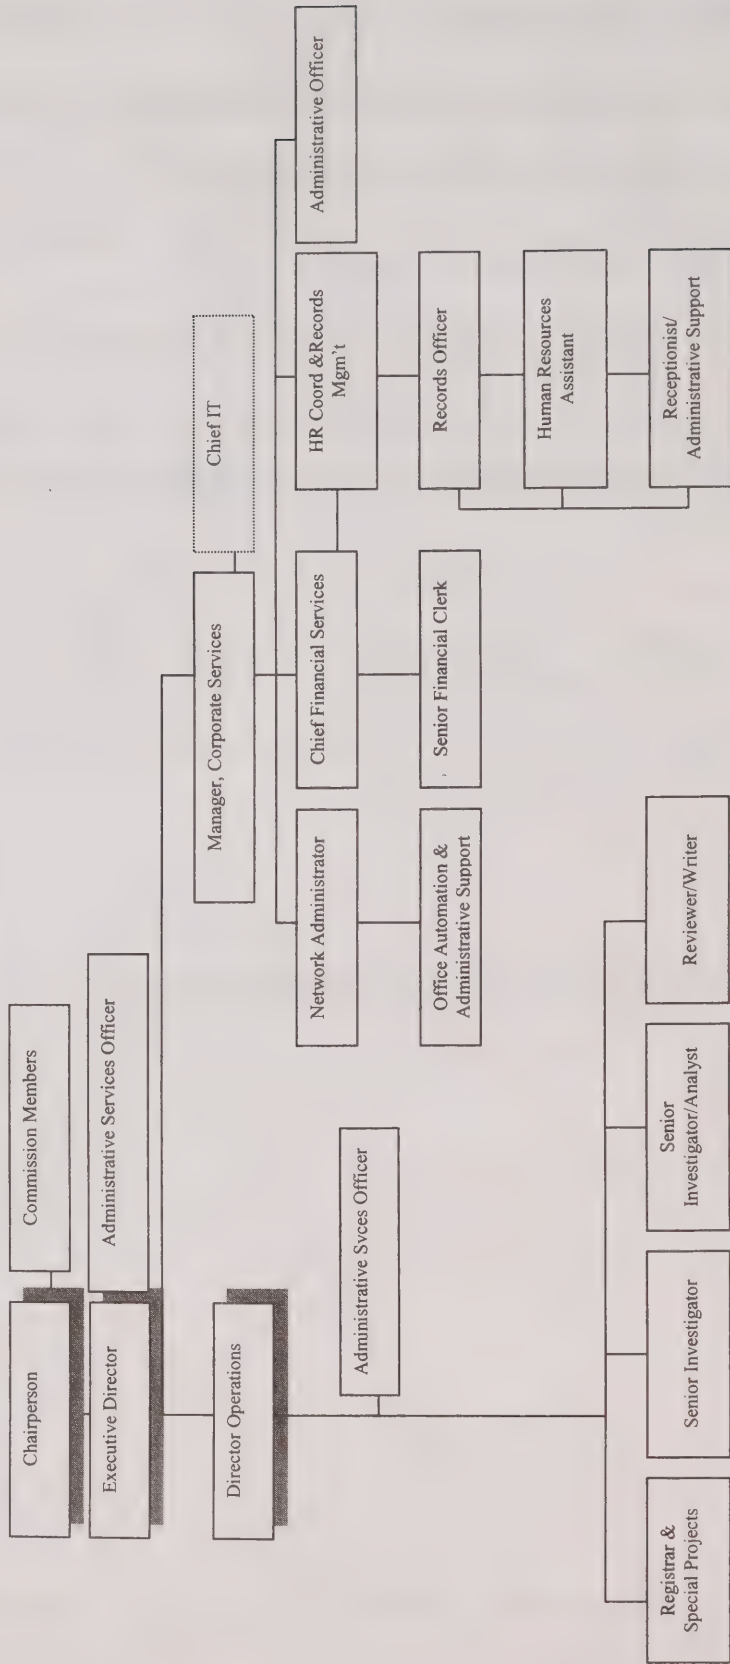 Chairperson
Commission Members
Executive Director
Administrative Services Officer
Director Operations
Manager, Corporate Services
Chief IT
Administrative Svces Officer
Network Administrator
Chief Financial Services
HR Coord &Records
Mgm't
Administrative Officer
Office Automation &
Administrative Support
Senior Financial Clerk
Records Officer
Human Resources
Assistant
Receptionist/
Administrative Support
Registrar &
Special Projects
Senior Investigator
Senior
Investigator/Analyst
Reviewer/Writer